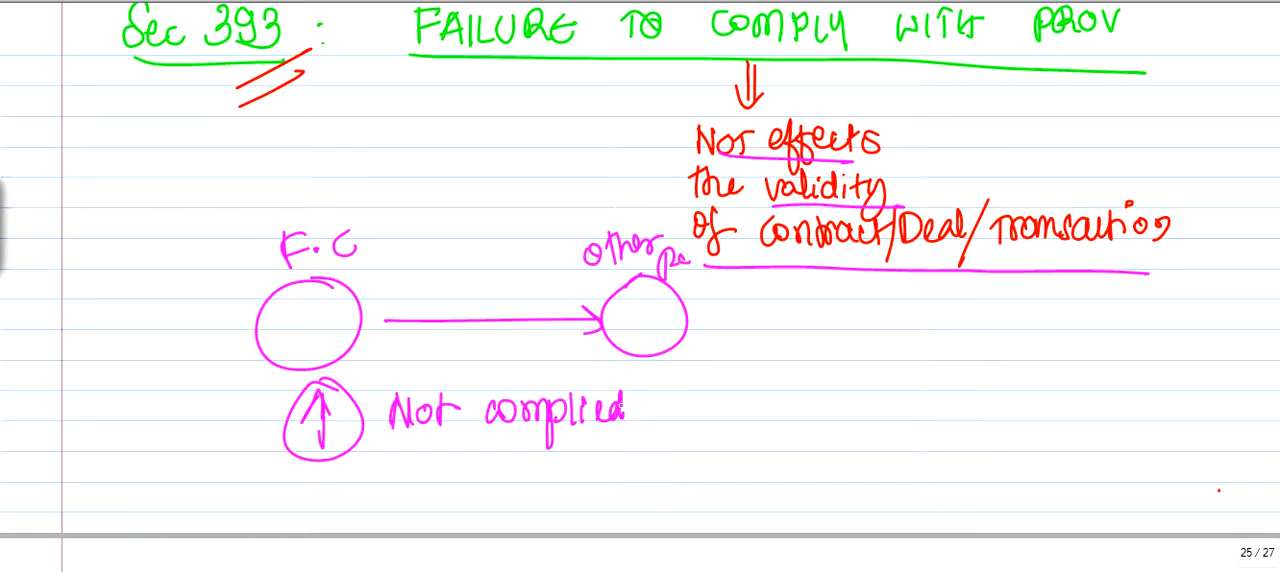 Sec 393 : FAILURE TO COMPLY WITH PROV
Not effects
the validity
of contract/Deal/Transaction
F.C
other pe
Not complied
25 / 27